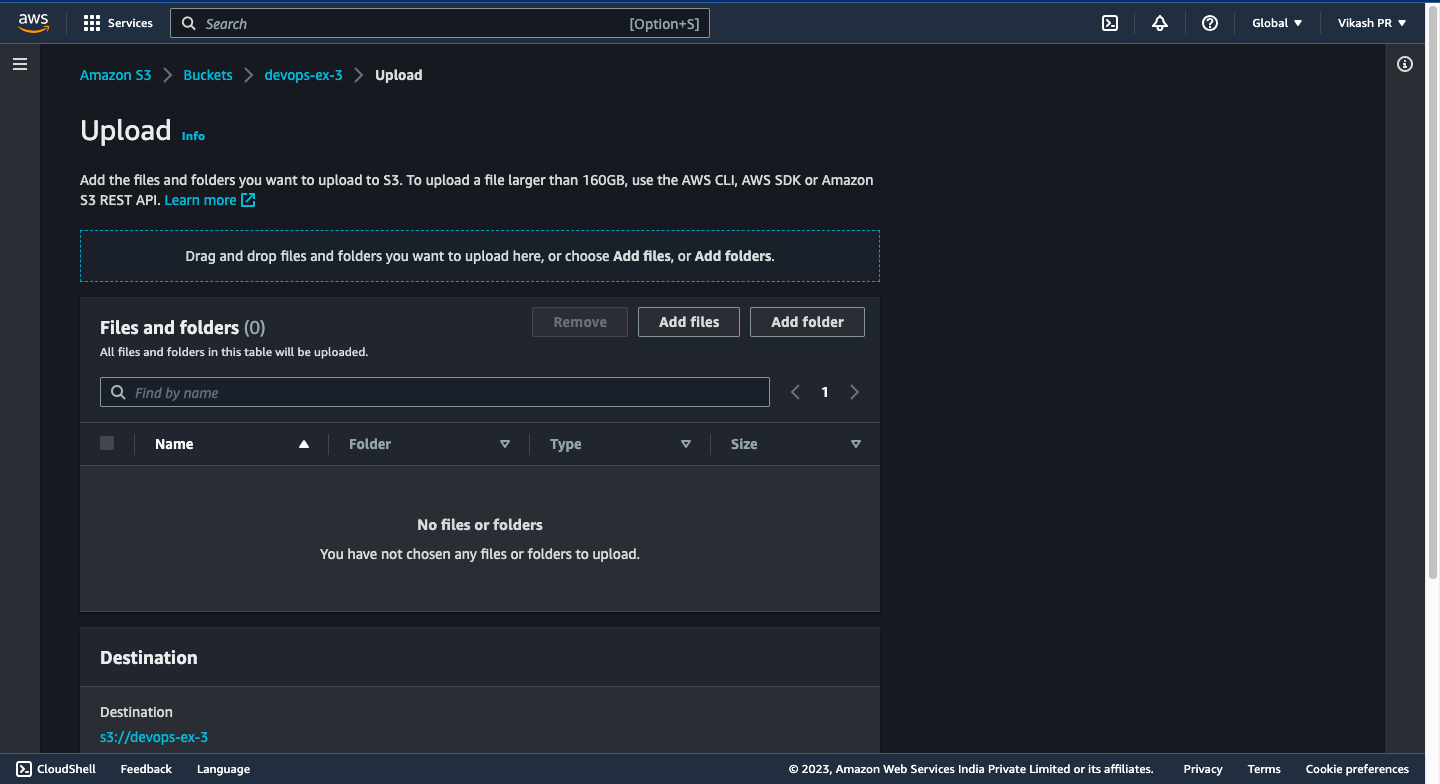 aws Services Search [Option+S] Global Vikash PR
Amazon S3 Buckets devops-ex-3 Upload
Upload Info
Add the files and folders you want to upload to S3. To upload a file larger than 160GB, use the AWS CLI, AWS SDK or Amazon
S3 REST API. Learn more
Drag and drop files and folders you want to upload here, or choose Add files, or Add folders.
Files and folders (0) Remove Add files Add folder
All files and folders in this table will be uploaded.
Find by name 1
Name Folder Type Size
No files or folders
You have not chosen any files or folders to upload.
Destination
Destination
s3://devops-ex-3
CloudShell Feedback Language © 2023, Amazon Web Services India Private Limited or its affiliates. Privacy Terms Cookie preferences